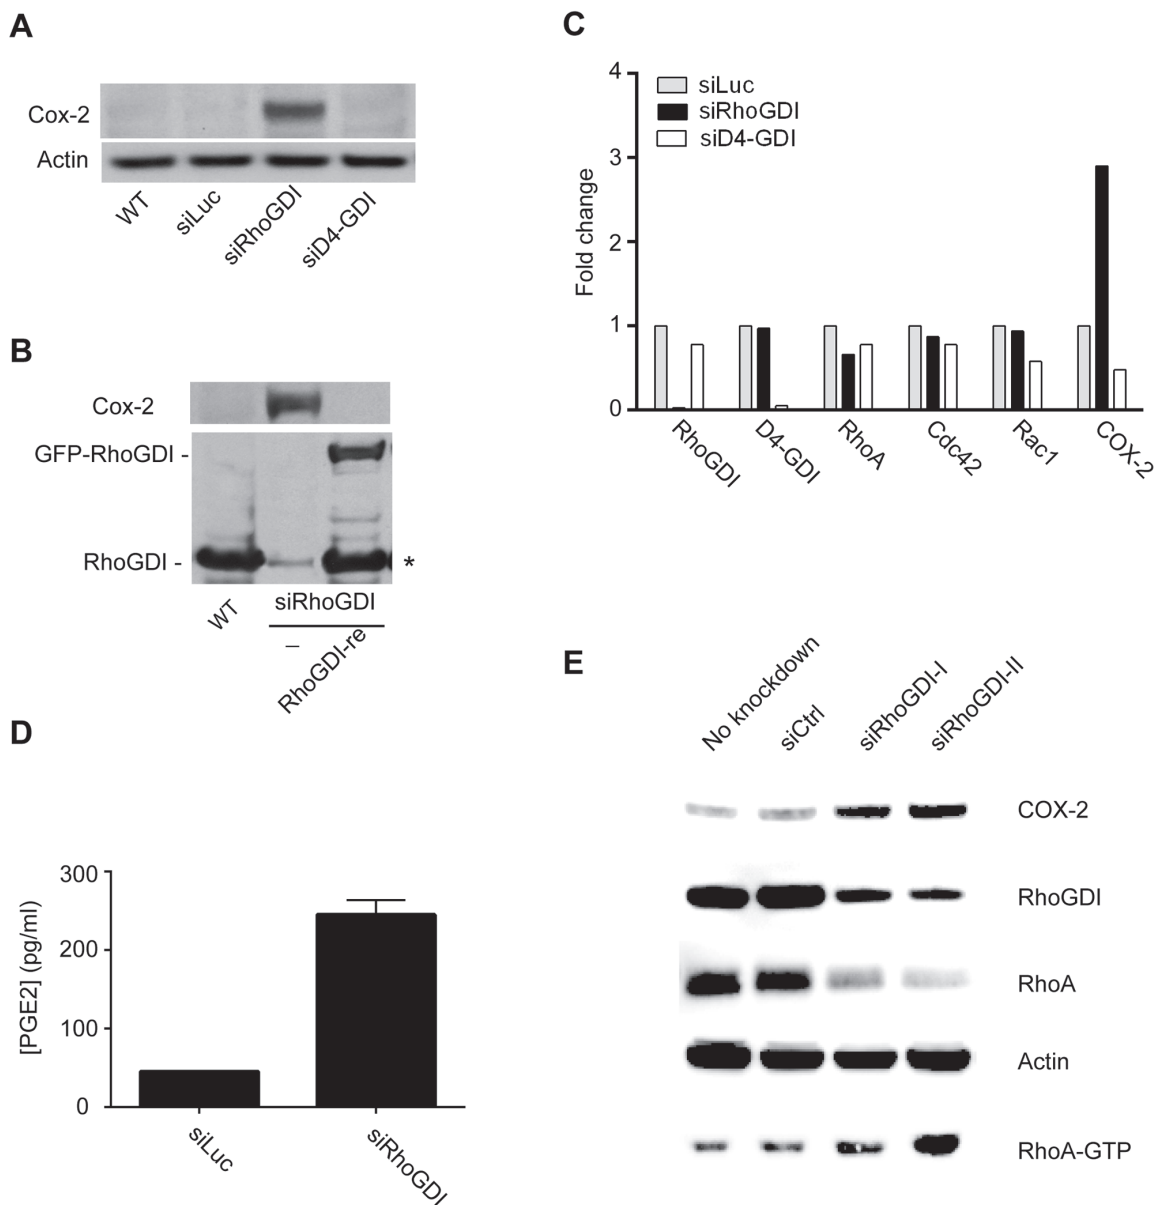 A
Cox-2
Actin
WT
siLuc
siRhoGDI
siD4-GDI
B
Cox-2
GFP-RhoGDI -
RhoGDI -
*
WT
siRhoGDI
–
RhoGDI-re
C
4
3
2
1
0
Fold change
siLuc
siRhoGDI
siD4-GDI
RhoGDI
D4-GDI
RhoA
Cdc42
Rac1
COX-2
D
300
200
100
0
[PGE2] (pg/ml)
siLuc
siRhoGDI
E
No knockdown
siCtrl
siRhoGDI-I
siRhoGDI-II
COX-2
RhoGDI
RhoA
Actin
RhoA-GTP